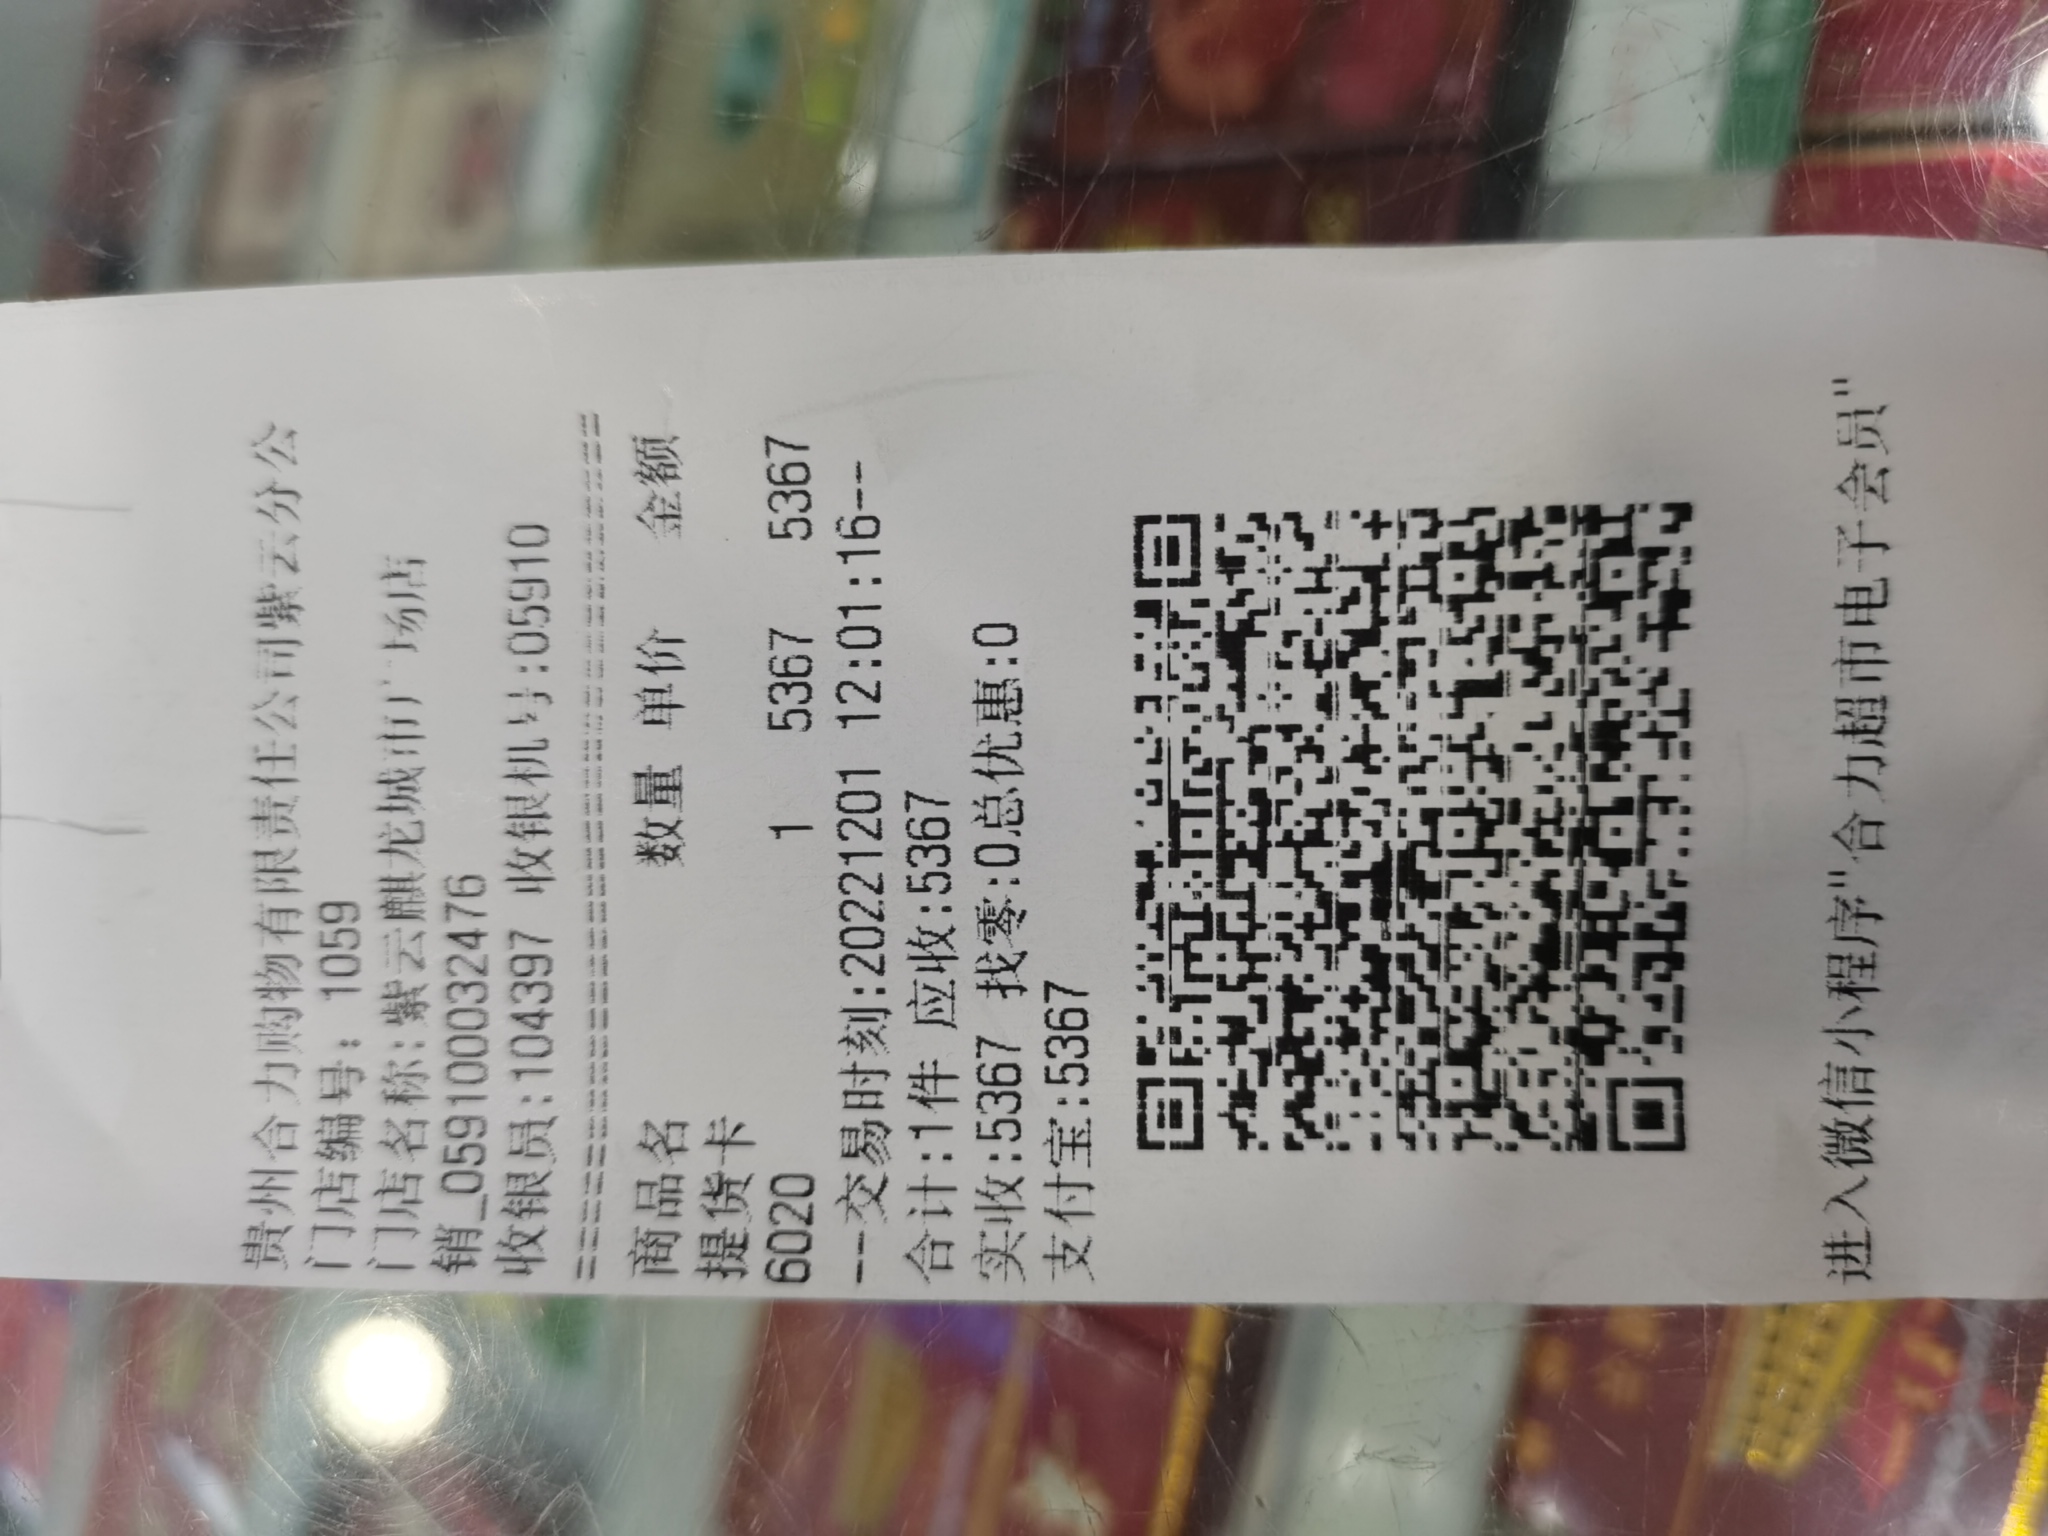 贵州合力购物有限责任公司紫云分公
门店编号: 1059
门店名称:紫云麒龙城市广场店
销_0591000032476
收银员:104397 收银机号:05910
商品名 数量 单价 金额
提货卡
6020 1 5367 5367
--交易时刻:20221201 12:01:16--
合计:1件 应收:5367
实收:5367 找零:0总优惠:0
支付宝:5367
进入微信小程序"合力超市电子会员"